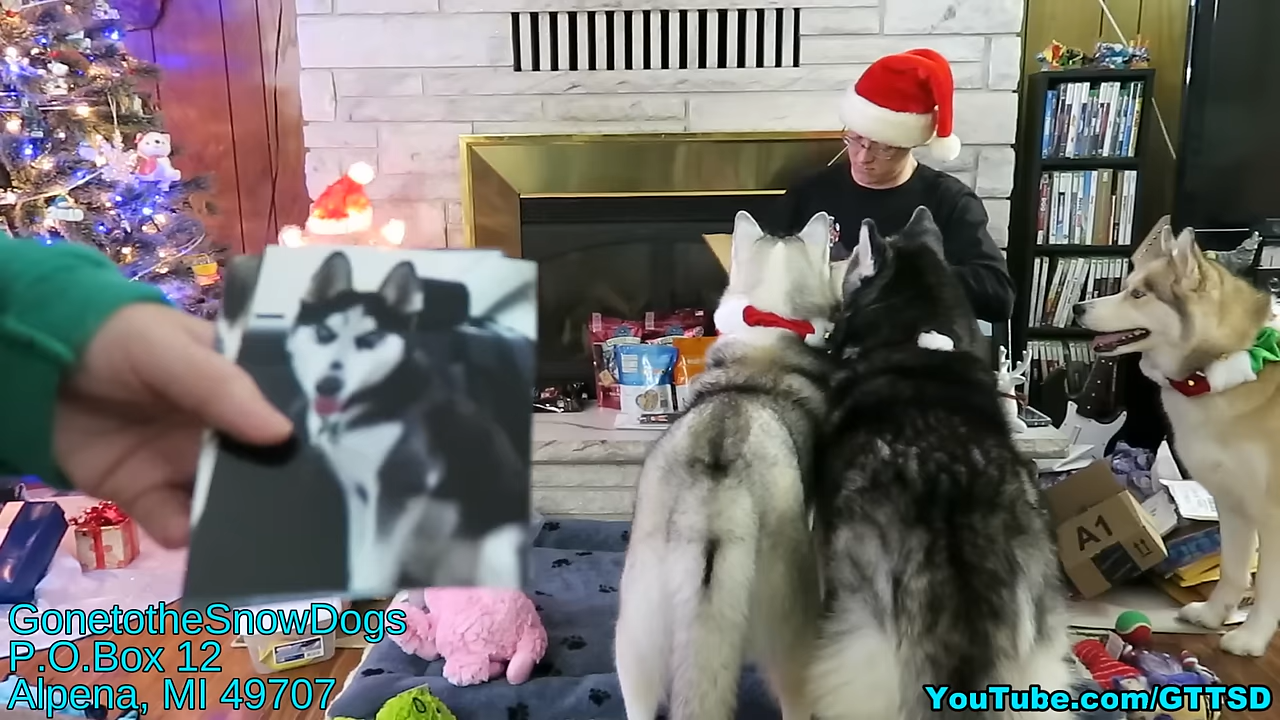 A1
GonetotheSnowDogs
P.O.Box 12
Alpena, MI 49707
YouTube.com/GTTSD